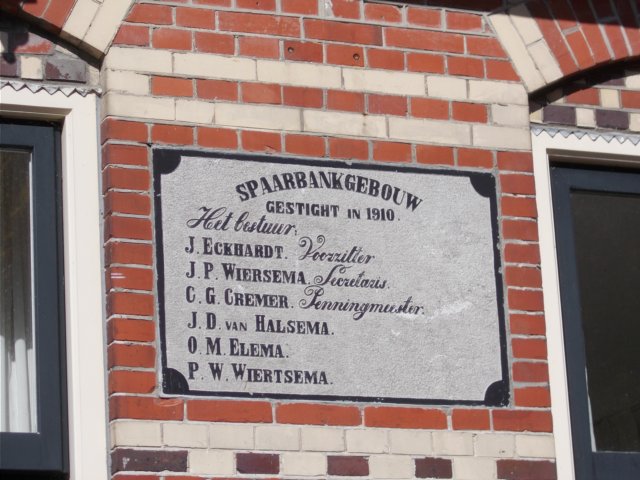 SPAARBANKGEBOUW
GESTIGHT IN 1910.
Het bestuur:
J. ECKHARDT. Voorzitter
J. P. WIERSEMA. Secretaris.
C. G. CREMER. Penningmeester.
J. D. VAN HALSEMA.
O. M. ELEMA.
P. W. WIERTSEMA.